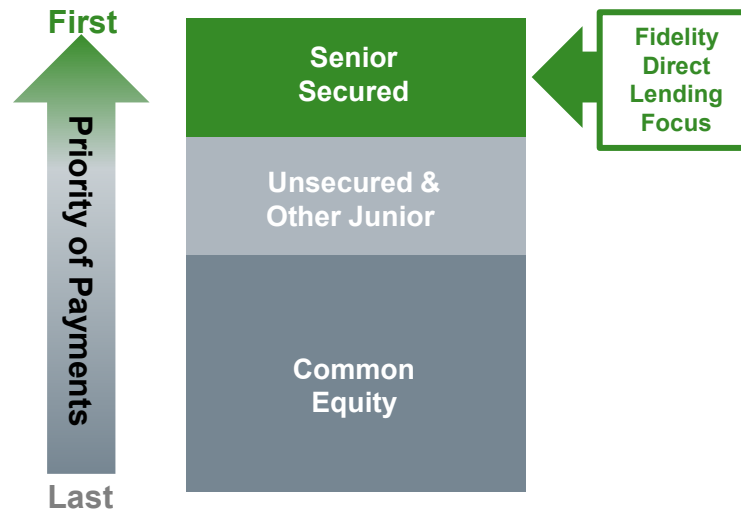 First
Priority of Payments
Last
Senior
Secured
Unsecured &
Other Junior
Common
Equity
Fidelity
Direct
Lending
Focus